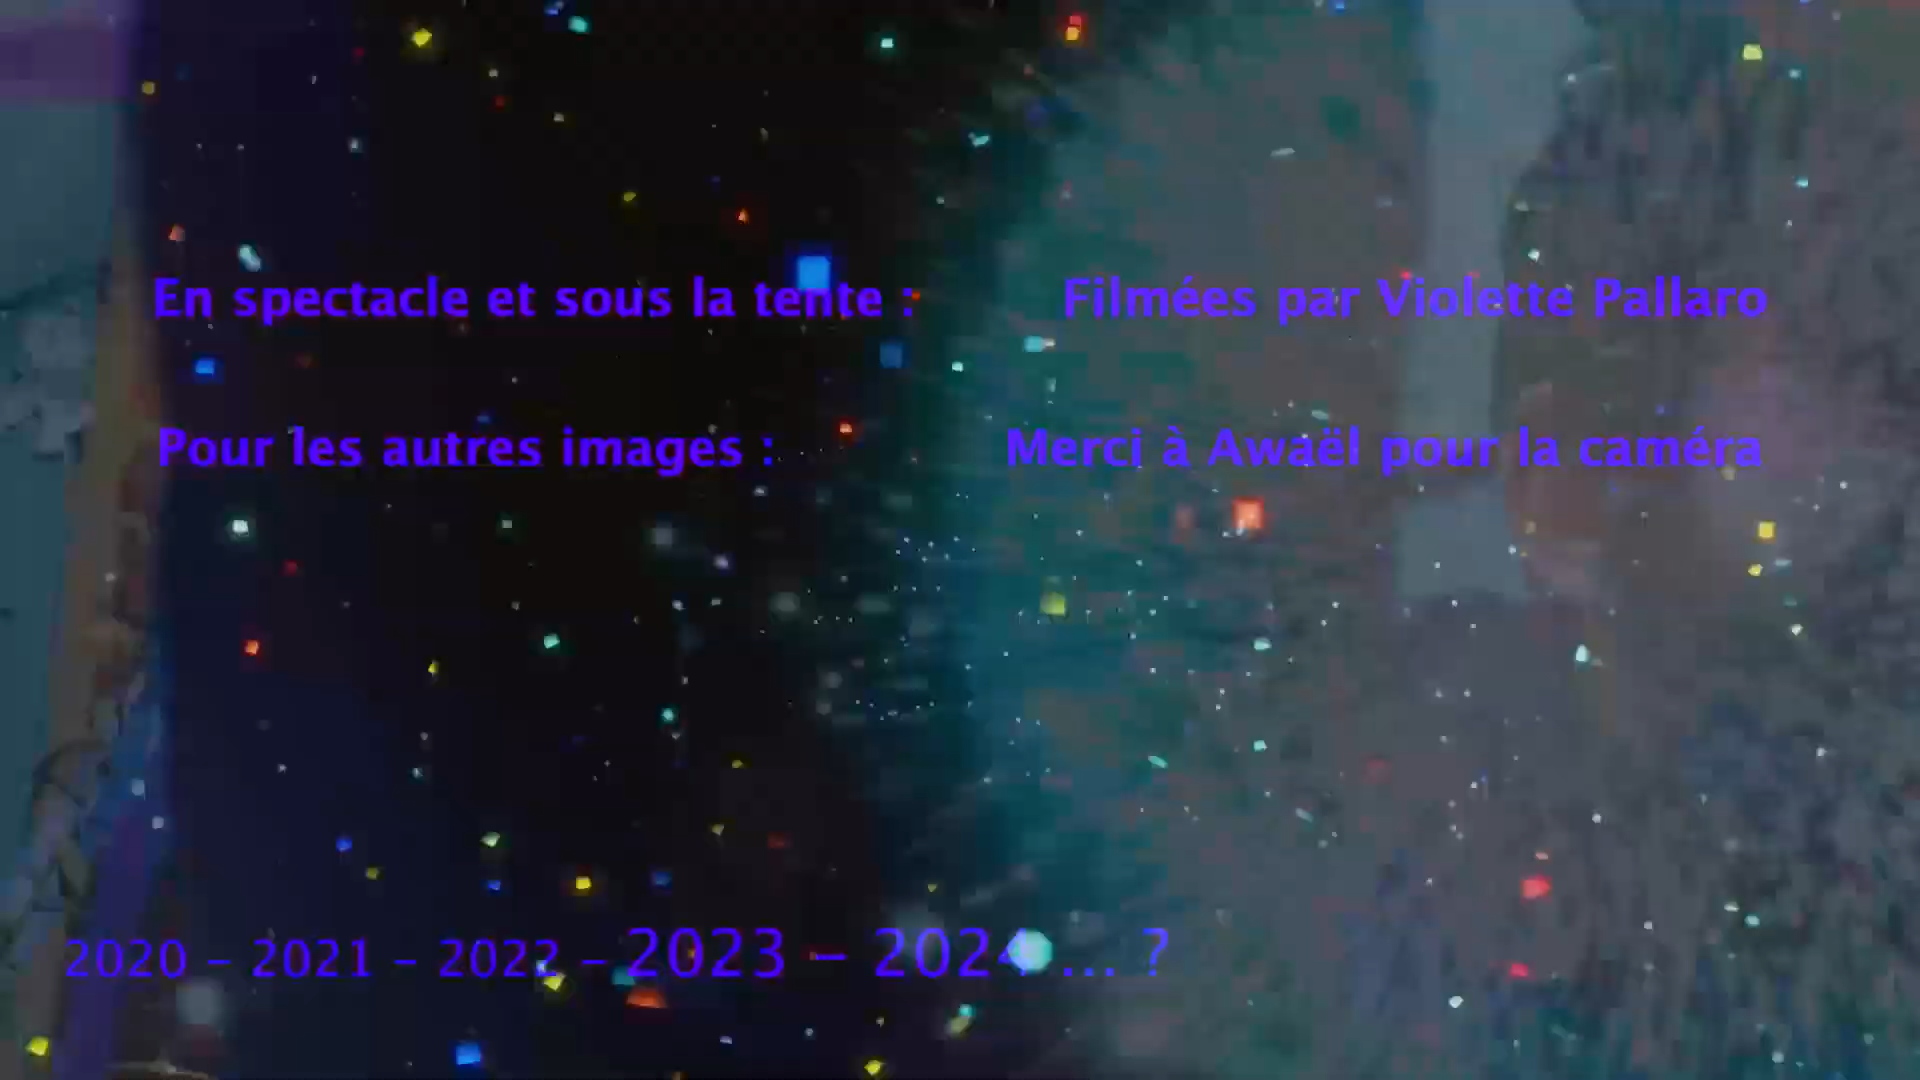 En spectacle et sous la tente : Filmées par Violette Pallaro
Pour les autres images : Merci à Awaël pour la caméra
2020 – 2021 – 2022 – 2023 – 2024 ... ?